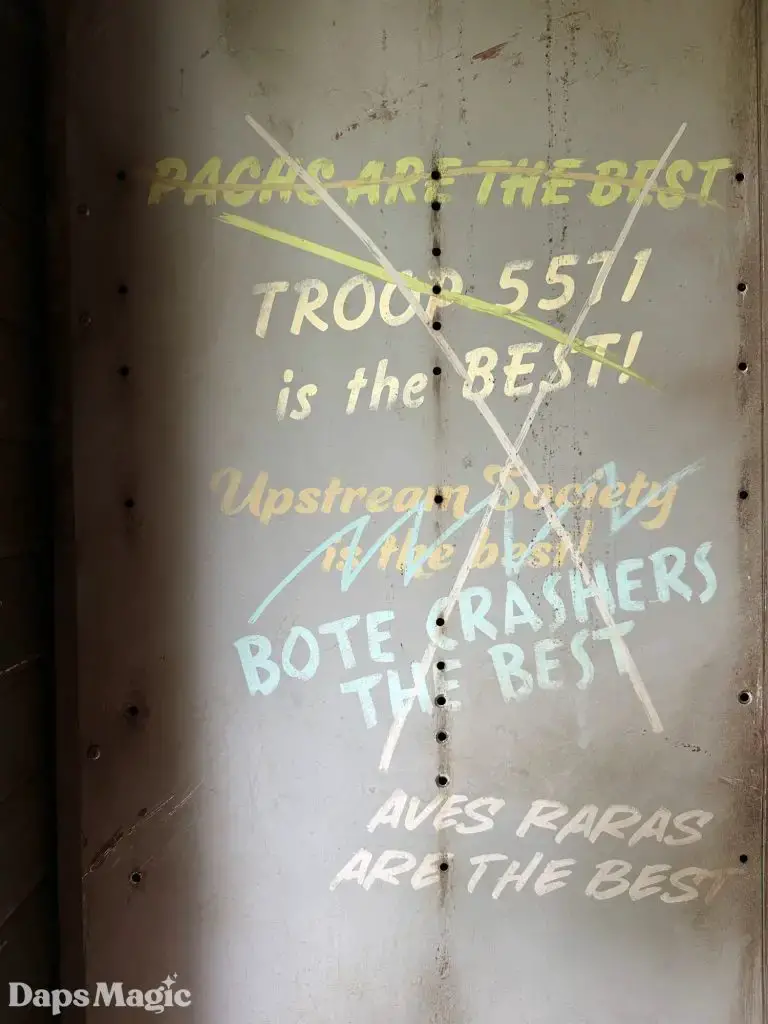 PACHS ARE THE BEST
TROOP 5571
is the BEST!
Upstream Society
is the best!
BOTE CRASHERS
THE BEST
AVES RARAS
ARE THE BEST
DapsMagic